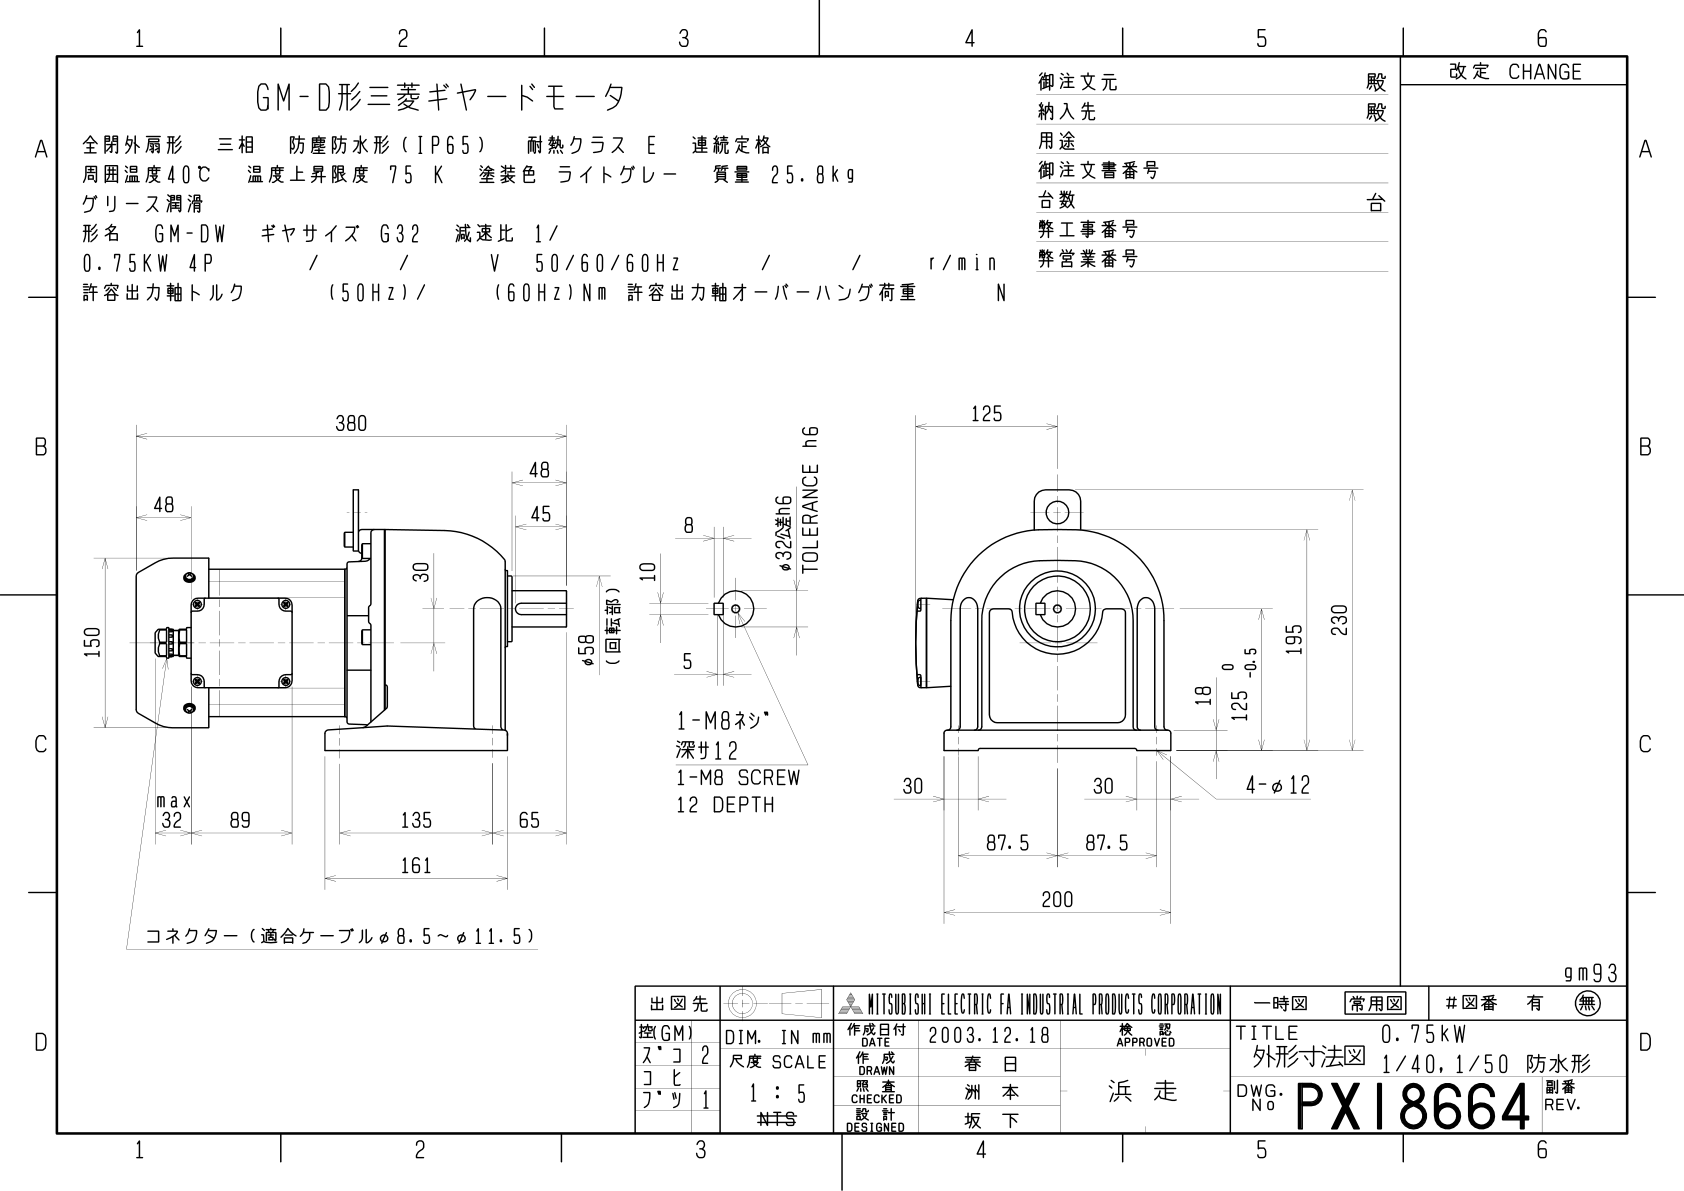 1 2 3 4 5 6
改定 CHANGE
GM-D形三菱ギヤードモータ
全閉外扇形 三相 防塵防水形(IP65) 耐熱クラス E 連続定格
周囲温度40℃ 温度上昇限度 75 K 塗装色 ライトグレー 質量 25.8kg
グリース潤滑
形名 GM-DW ギヤサイズ G32 減速比 1/
0.75KW 4P / / V 50/60/60Hz / / r/min
許容出力軸トルク (50Hz)/ (60Hz)Nm 許容出力軸オーバーハング荷重 N
御注文元 殿
納入先 殿
用途
御注文書番号
台数 台
弊工事番号
弊営業番号
A A
B B
C C
D D
380
48
48
45
30
150
φ58
(回転部)
max
32
89
135
65
161
コネクター(適合ケーブルφ8.5~φ11.5)
8
10
5
φ32公差h6
TOLERANCE h6
1-M8ネジ
深サ12
1-M8 SCREW
12 DEPTH
125
230
195
0
125 -0.5
18
30
30
4-φ12
87.5
87.5
200
gm93
出図先
控(GM)
ズコ 2
コヒ
ブツ 1
DIM. IN mm
尺度 SCALE
1 : 5
NTS
MITSUBISHI ELECTRIC FA INDUSTRIAL PRODUCTS CORPORATION
作成日付
DATE
2003.12.18
作 成
DRAWN
春 日
照 査
CHECKED
洲 本
設 計
DESIGNED
坂 下
検 認
APPROVED
浜 走
一時図 常用図 #図番 有 無
TITLE 0.75kW
外形寸法図 1/40,1/50 防水形
DWG.
No
PX18664
副番
REV.
1 2 3 4 5 6